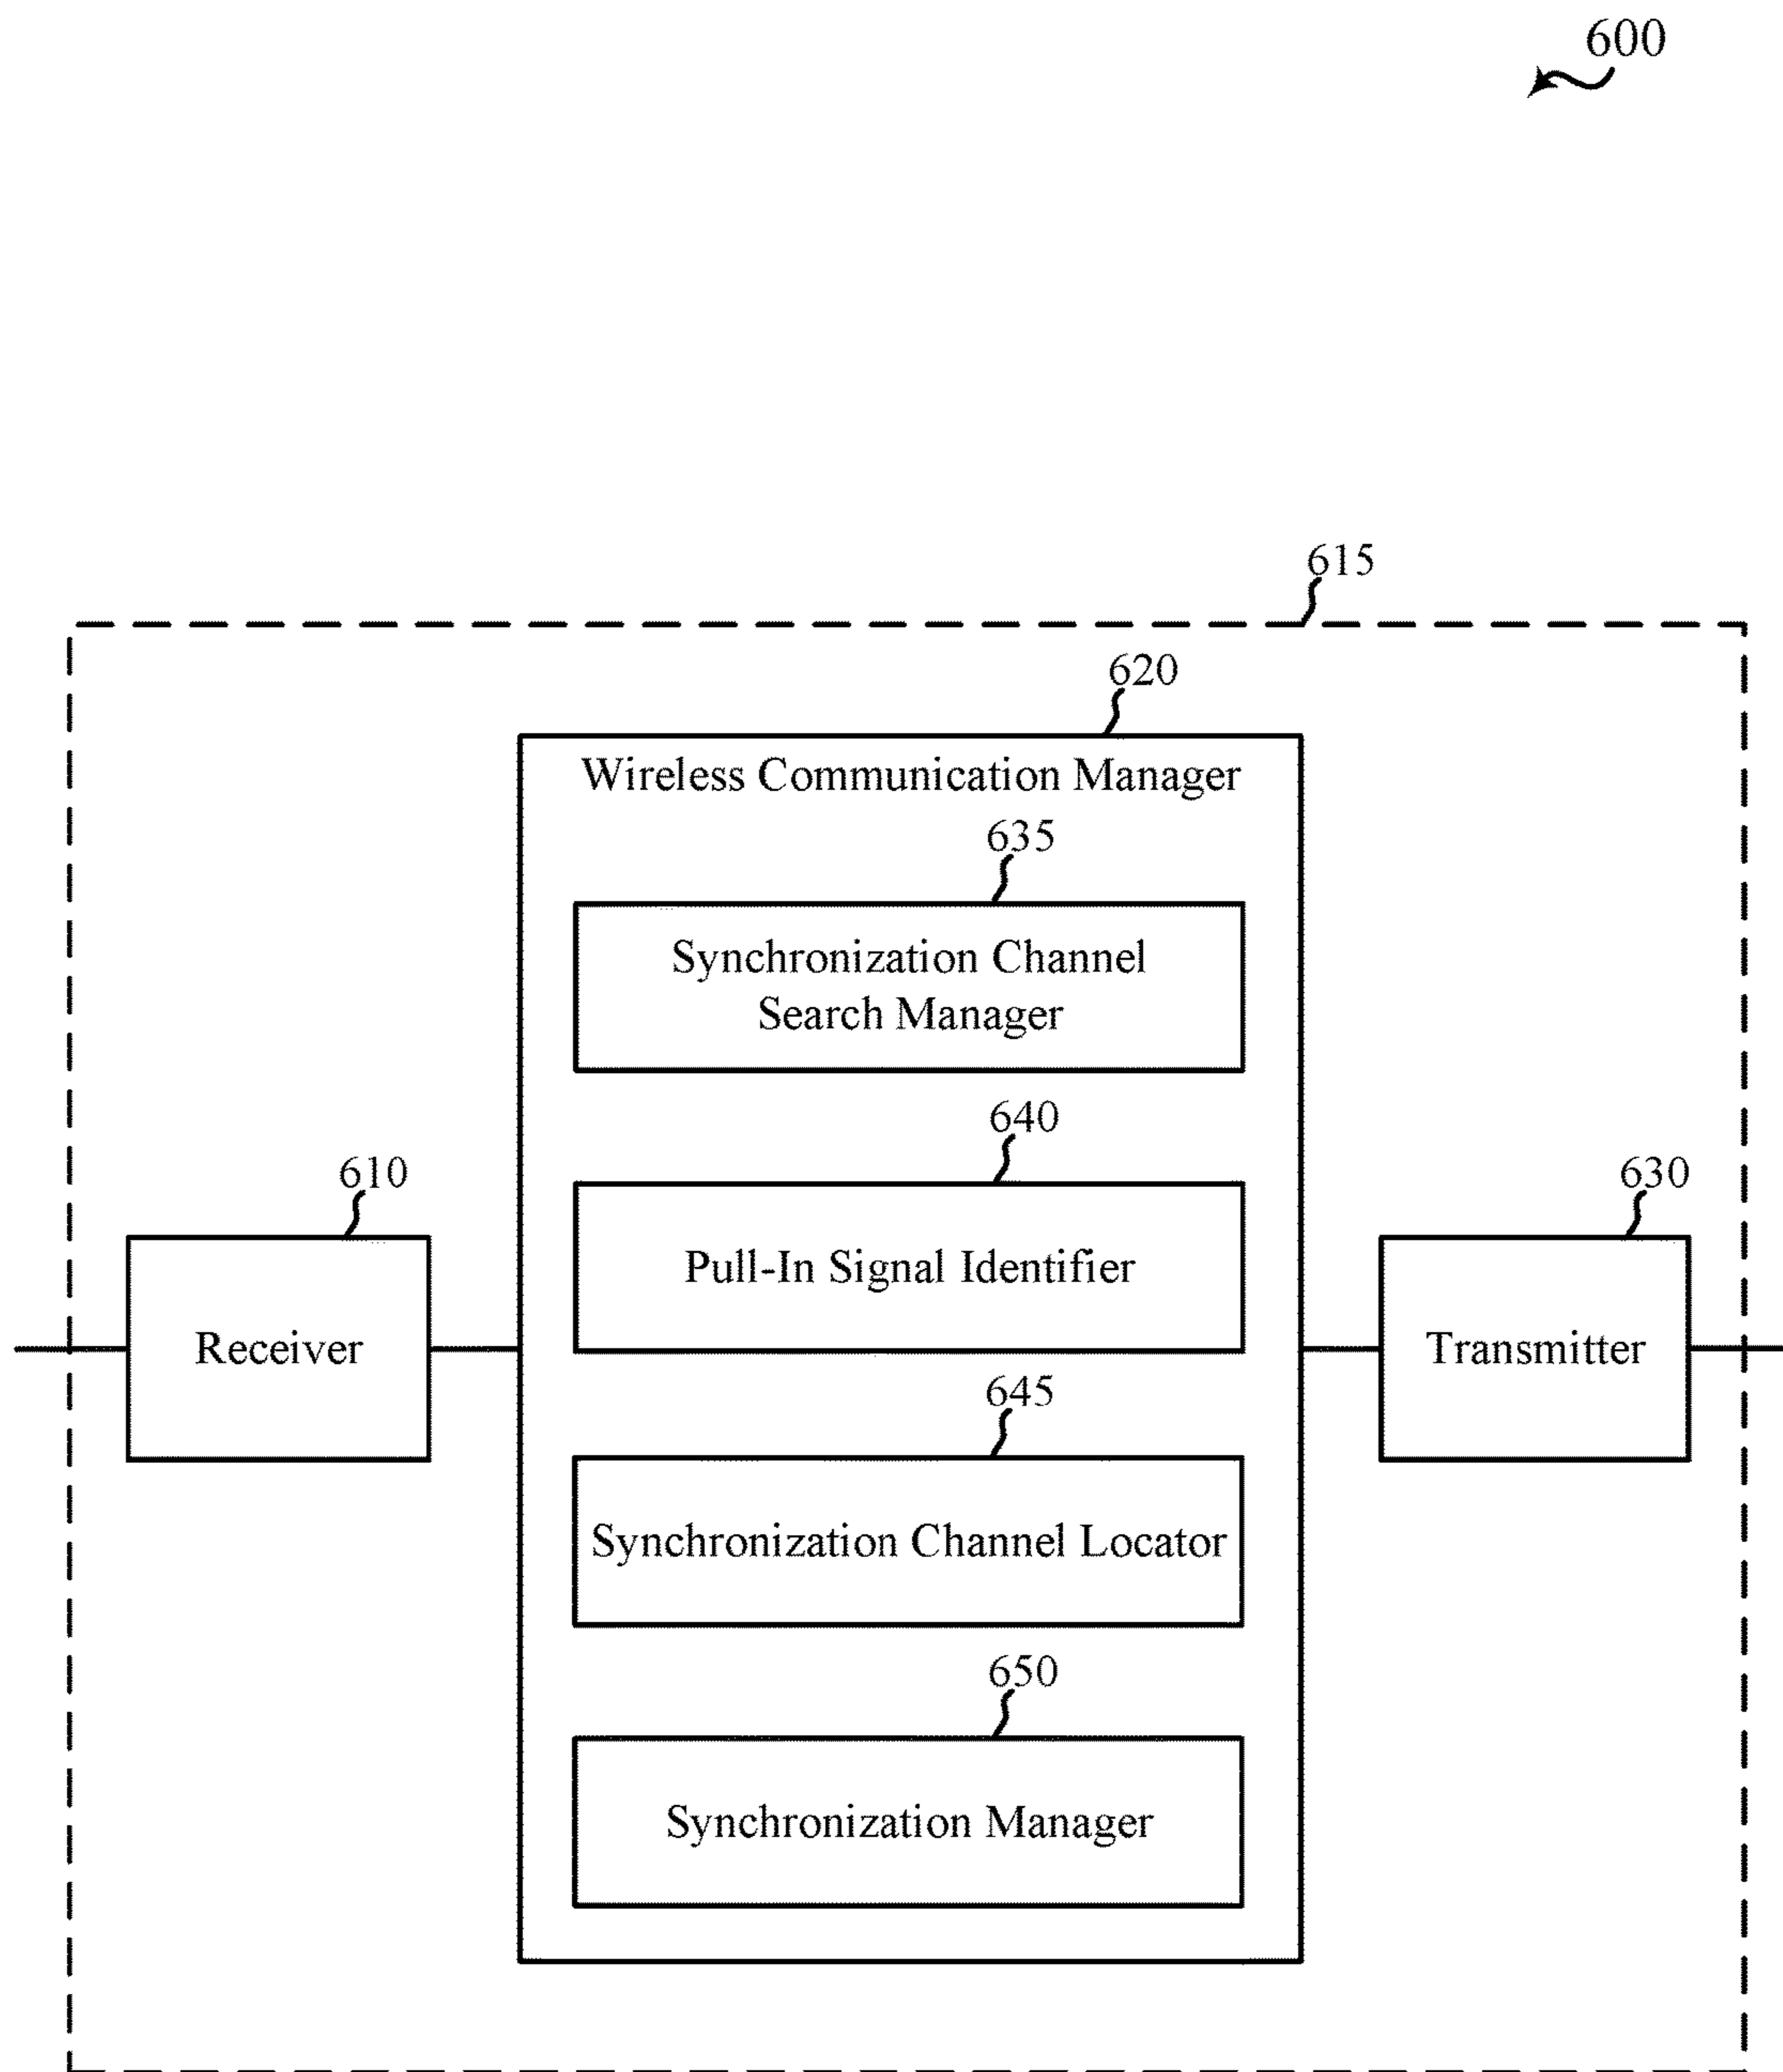 600
615
620
Wireless Communication Manager
635
Synchronization Channel
Search Manager
640
Pull-In Signal Identifier
610
Receiver
630
Transmitter
645
Synchronization Channel Locator
650
Synchronization Manager